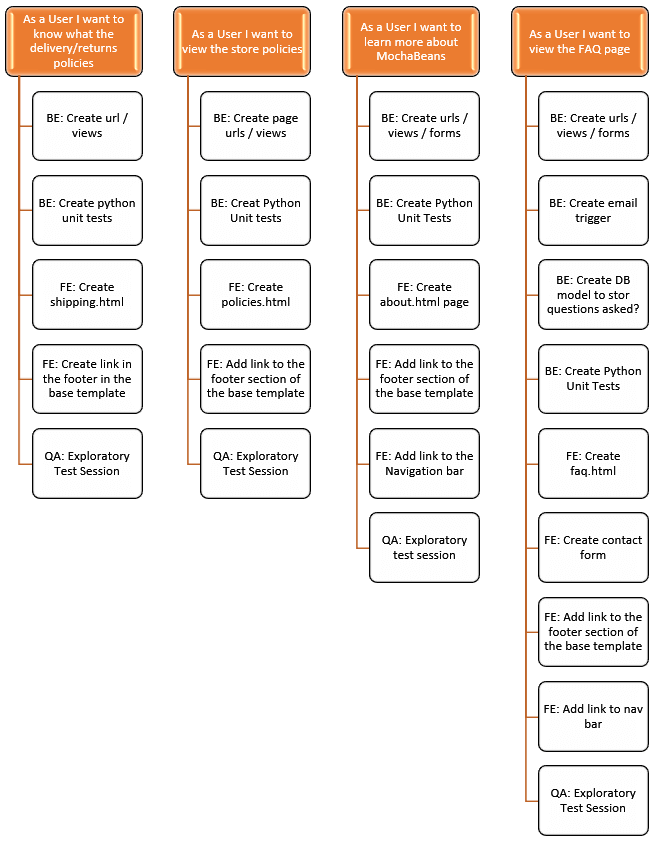 As a User I want to
know what the
delivery/returns
policies
BE: Create url /
views
BE: Create python
unit tests
FE: Create
shipping.html
FE: Create link in
the footer in the
base template
QA: Exploratory
Test Session
As a User I want to
view the store policies
BE: Create page
urls / views
BE: Creat Python
Unit tests
FE: Create
policies.html
FE: Add link to the
footer section of
the base template
QA: Exploratory
Test Session
As a User I want to
learn more about
MochaBeans
BE: Create urls /
views / forms
BE: Create Python
Unit Tests
FE: Create
about.html page
FE: Add link to the
footer section of
the base template
FE: Add link to the
Navigation bar
QA: Exploratory
test session
As a User I want to
view the FAQ page
BE: Create urls /
views / forms
BE: Create email
trigger
BE: Create DB
model to stor
questions asked?
BE: Create Python
Unit Tests
FE: Create
faq.html
FE: Create contact
form
FE: Add link to the
footer section of
the base template
FE: Add link to nav
bar
QA: Exploratory
Test Session